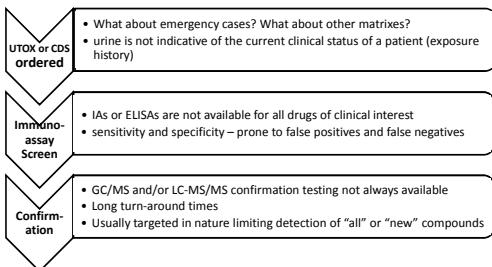 UTOX or CDS
ordered
• What about emergency cases? What about other matrixes?
• urine is not indicative of the current clinical status of a patient (exposure
history)
Immuno-
assay
Screen
• IAs or ELISAs are not available for all drugs of clinical interest
• sensitivity and specificity – prone to false positives and false negatives
Confirm-
ation
• GC/MS and/or LC-MS/MS confirmation testing not always available
• Long turn-around times
• Usually targeted in nature limiting detection of “all” or “new” compounds